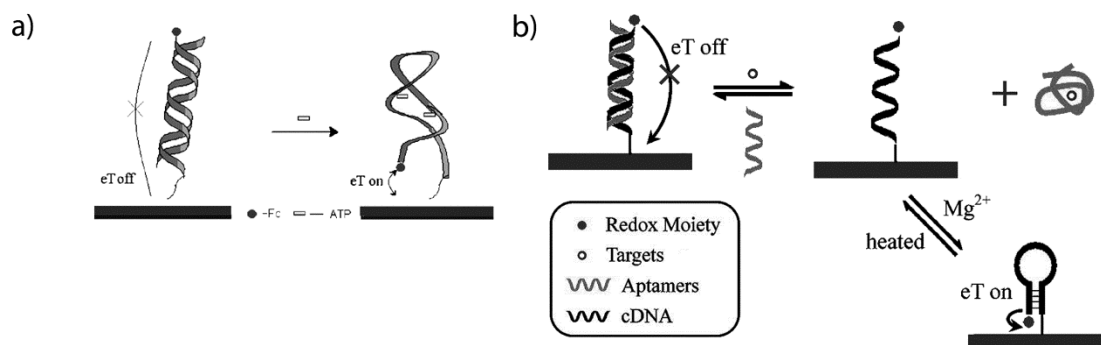 a)
eT off
eT on
-Fc
ATP
b)
eT off
+
Mg²⁺
heated
eT on
Redox Moiety
Targets
Aptamers
cDNA